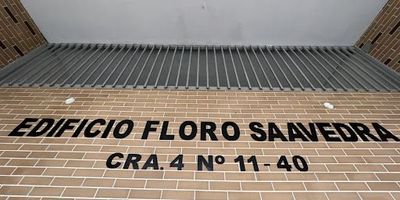 EDIFICIO FLORO SAAVEDRA
CRA. 4 Nº 11-40